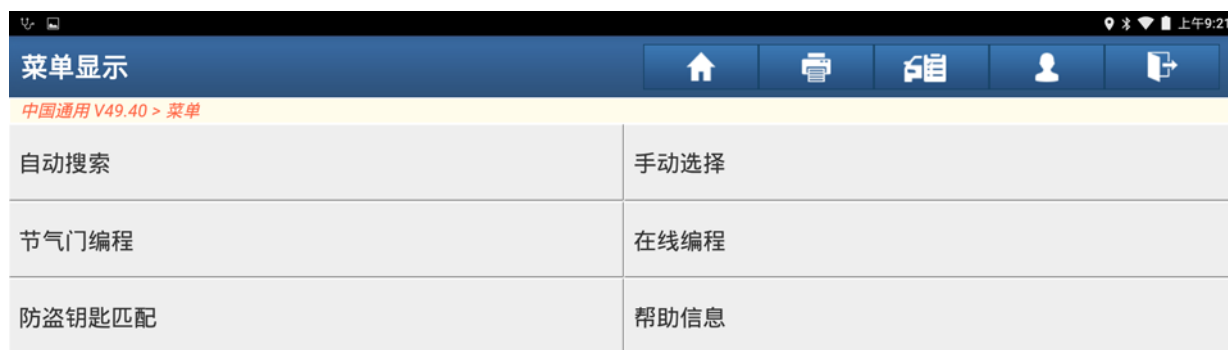 上午9:21
菜单显示
中国通用 V49.40 > 菜单
自动搜索
手动选择
节气门编程
在线编程
防盗钥匙匹配
帮助信息